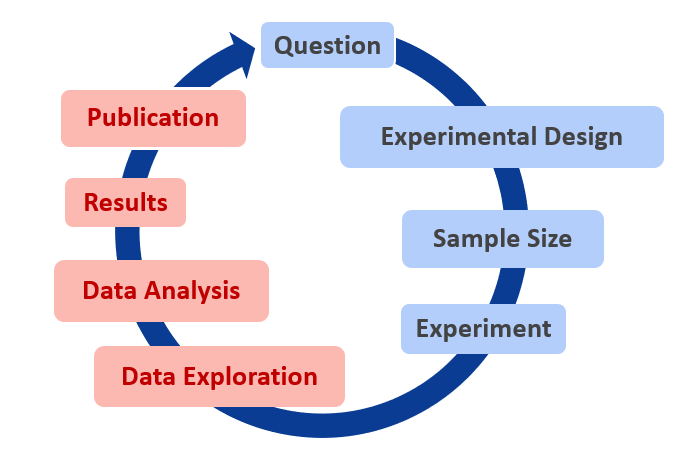 Question
Experimental Design
Sample Size
Experiment
Data Exploration
Data Analysis
Results
Publication